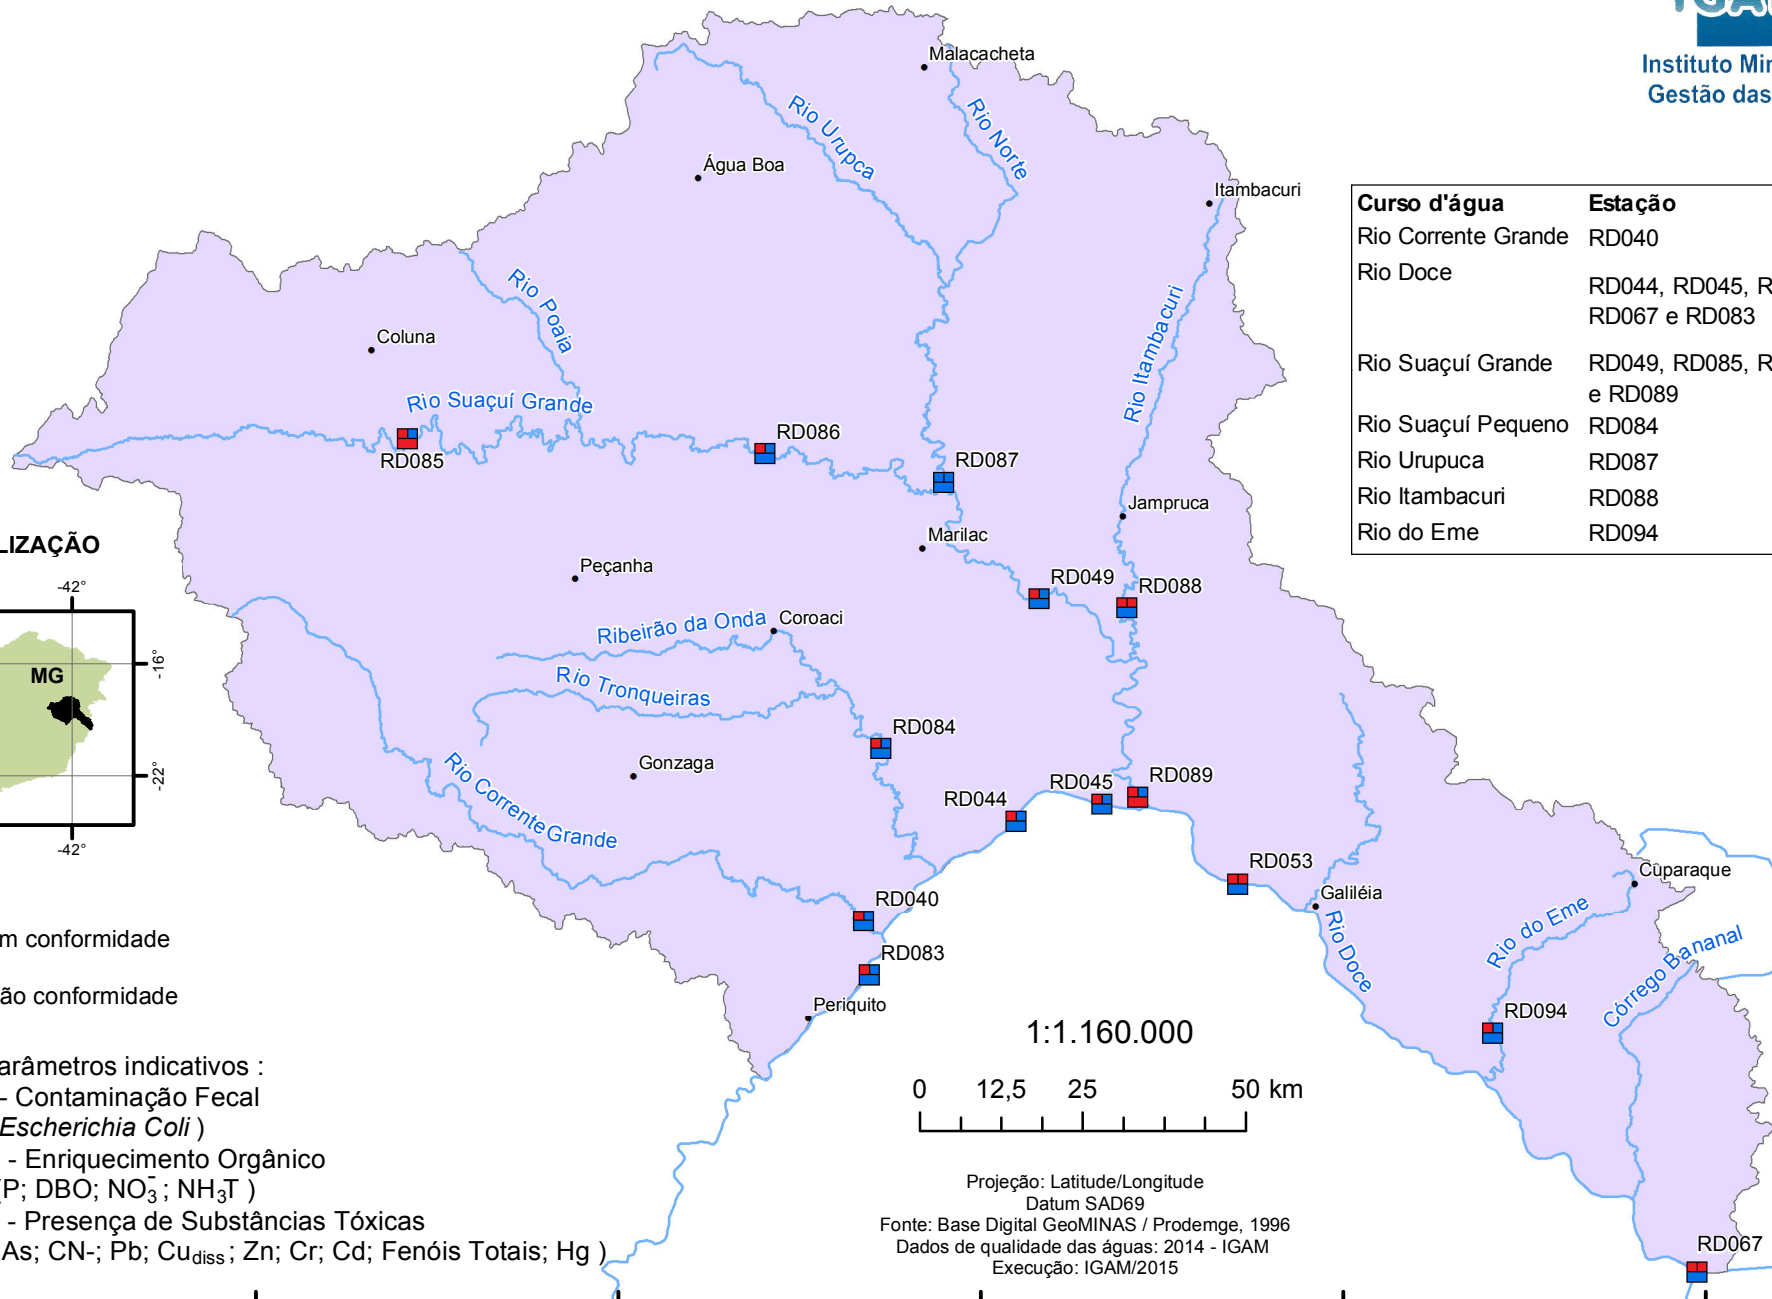 Instituto
Gestão das
Malacacheta
Rio Urupca
Rio Norte
Água Boa
Itambacuri
Curso d'água Estação
Rio Corrente Grande RD040
Rio Doce
RD044, RD045,
RD067 e RD083
Rio Suaçuí Grande RD049, RD085,
e RD089
Rio Suaçuí Pequeno RD084
Rio Urupuca RD087
Rio Itambacuri RD088
Rio do Eme RD094
Rio Poaia
Rio Itambacuri
Coluna
Rio Suaçuí Grande
RD086
RD085
RD087
Jampruca
Marilac
Peçanha
RD049
RD088
Ribeirão da Onda
Coroaci
Rio Tronqueiras
RD084
Gonzaga
Rio Corrente Grande
RD044
RD045
RD089
RD053
Galiléia
Cuparaque
RD040
RD083
Periquito
Rio Doce
Rio do Eme
Córrego Bananal
RD094
RD067
LIZAÇÃO
-42°
MG
-16°
-22°
-42°
m conformidade
ão conformidade
arâmetros indicativos :
- Contaminação Fecal
Escherichia Coli )
- Enriquecimento Orgânico
P; DBO; NO₃⁻; NH₃T )
- Presença de Substâncias Tóxicas
As; CN-; Pb; Cu diss; Zn; Cr; Cd; Fenóis Totais; Hg )
1:1.160.000
0 12,5 25 50 km
Projeção: Latitude/Longitude
Datum SAD69
Fonte: Base Digital GeoMINAS / Prodemge, 1996
Dados de qualidade das águas: 2014 - IGAM
Execução: IGAM/2015